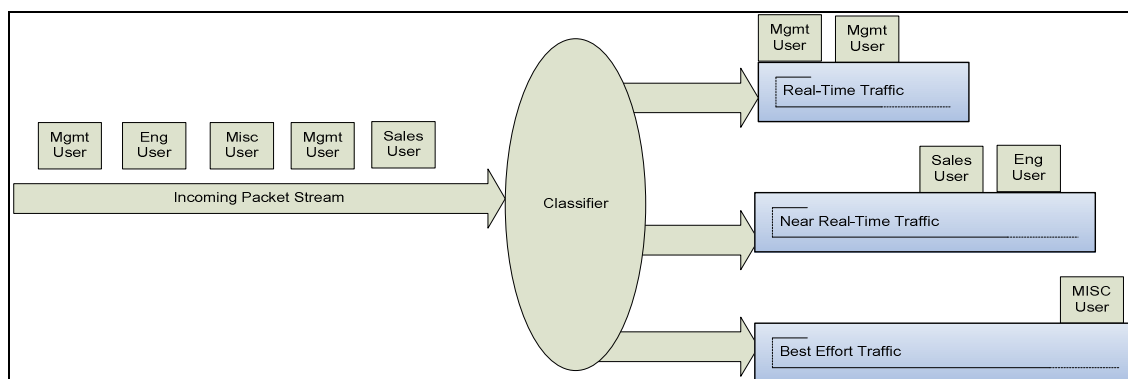 Mgmt
User
Eng
User
Misc
User
Mgmt
User
Sales
User
Incoming Packet Stream
Classifier
Mgmt
User
Mgmt
User
Real-Time Traffic
Sales
User
Eng
User
Near Real-Time Traffic
MISC
User
Best Effort Traffic